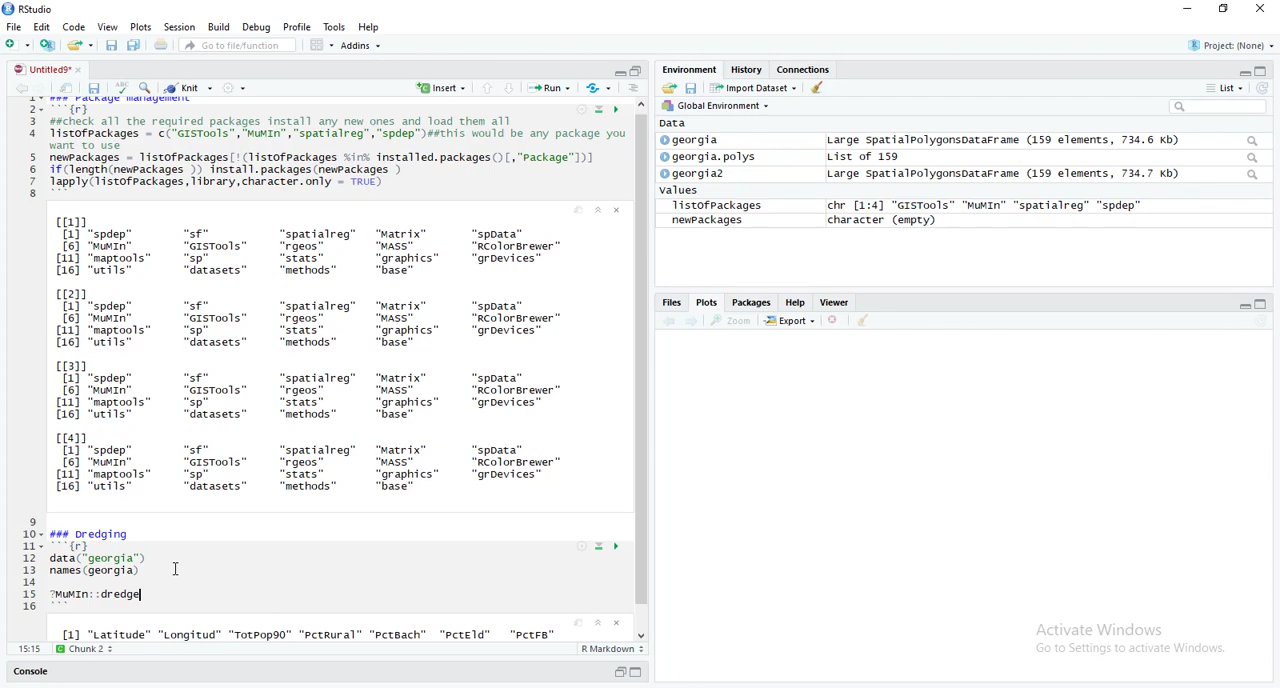 RStudio
File Edit Code View Plots Session Build Debug Profile Tools Help
Go to file/function Addins Project: (None)
Untitled9*
Knit Insert Run
1 ### Package management
2 ```{r}
3 ##check all the required packages install any new ones and load them all
4 listOfPackages = c("GISTools","MuMIn","spatialreg","spdep")##this would be any package you
want to use
5 newPackages = listOfPackages[!(listOfPackages %in% installed.packages()[,"Package"])]
6 if(length(newPackages )) install.packages(newPackages )
7 lapply(listOfPackages,library,character.only = TRUE)
8 ```
[[1]]
[1] "spdep" "sf" "spatialreg" "Matrix" "spData"
[6] "MuMIn" "GISTools" "rgeos" "MASS" "RColorBrewer"
[11] "maptools" "sp" "stats" "graphics" "grDevices"
[16] "utils" "datasets" "methods" "base"
[[2]]
[1] "spdep" "sf" "spatialreg" "Matrix" "spData"
[6] "MuMIn" "GISTools" "rgeos" "MASS" "RColorBrewer"
[11] "maptools" "sp" "stats" "graphics" "grDevices"
[16] "utils" "datasets" "methods" "base"
[[3]]
[1] "spdep" "sf" "spatialreg" "Matrix" "spData"
[6] "MuMIn" "GISTools" "rgeos" "MASS" "RColorBrewer"
[11] "maptools" "sp" "stats" "graphics" "grDevices"
[16] "utils" "datasets" "methods" "base"
[[4]]
[1] "spdep" "sf" "spatialreg" "Matrix" "spData"
[6] "MuMIn" "GISTools" "rgeos" "MASS" "RColorBrewer"
[11] "maptools" "sp" "stats" "graphics" "grDevices"
[16] "utils" "datasets" "methods" "base"
9
10 ### Dredging
11 ```{r}
12 data("georgia")
13 names(georgia)
14
15 ?MuMIn::dredge
16 ```
[1] "Latitude" "Longitud" "TotPop90" "PctRural" "PctBach" "PctEld" "PctFB"
15:15 Chunk 2 R Markdown
Console
Environment History Connections
Import Dataset List
Global Environment
Data
georgia Large SpatialPolygonsDataFrame (159 elements, 734.6 Kb)
georgia.polys List of 159
georgia2 Large SpatialPolygonsDataFrame (159 elements, 734.7 Kb)
Values
listOfPackages chr [1:4] "GISTools" "MuMIn" "spatialreg" "spdep"
newPackages character (empty)
Files Plots Packages Help Viewer
Zoom Export
Activate Windows
Go to Settings to activate Windows.